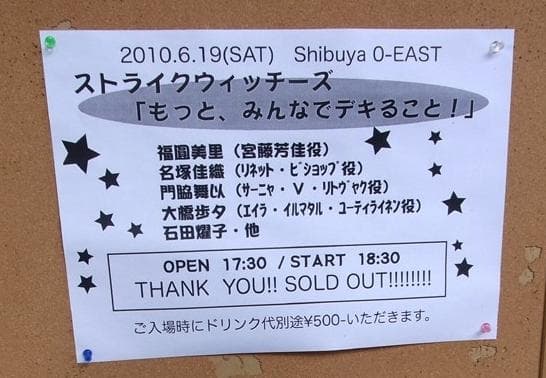 2010.6.19(SAT) Shibuya O-EAST
ストライクウィッチーズ
「もっと、みんなでデキること！」
福圓美里（宮藤芳佳役）
名塚佳織（ﾘﾈｯﾄ・ﾋﾞｼｮｯﾌﾟ役）
門脇舞以（ｻｰﾆｬ・V・ﾘﾄｳﾞｬｸ役）
大橋歩夕（ｴｲﾗ・ｲﾙﾏﾀﾙ・ﾕｰﾃｨﾗｲﾈﾝ役）
石田燿子・他
OPEN 17:30 / START 18:30
THANK YOU!! SOLD OUT!!!!!!!!
ご入場時にドリンク代別途¥500-いただきます。